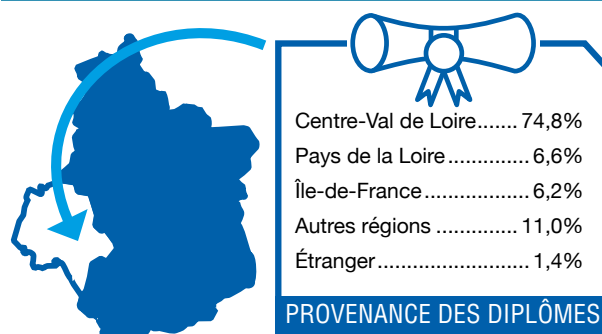 Centre-Val de Loire....... 74,8%
Pays de la Loire .............. 6,6%
Île-de-France.................. 6,2%
Autres régions .............. 11,0%
Étranger.......................... 1,4%
PROVENANCE DES DIPLÔMES